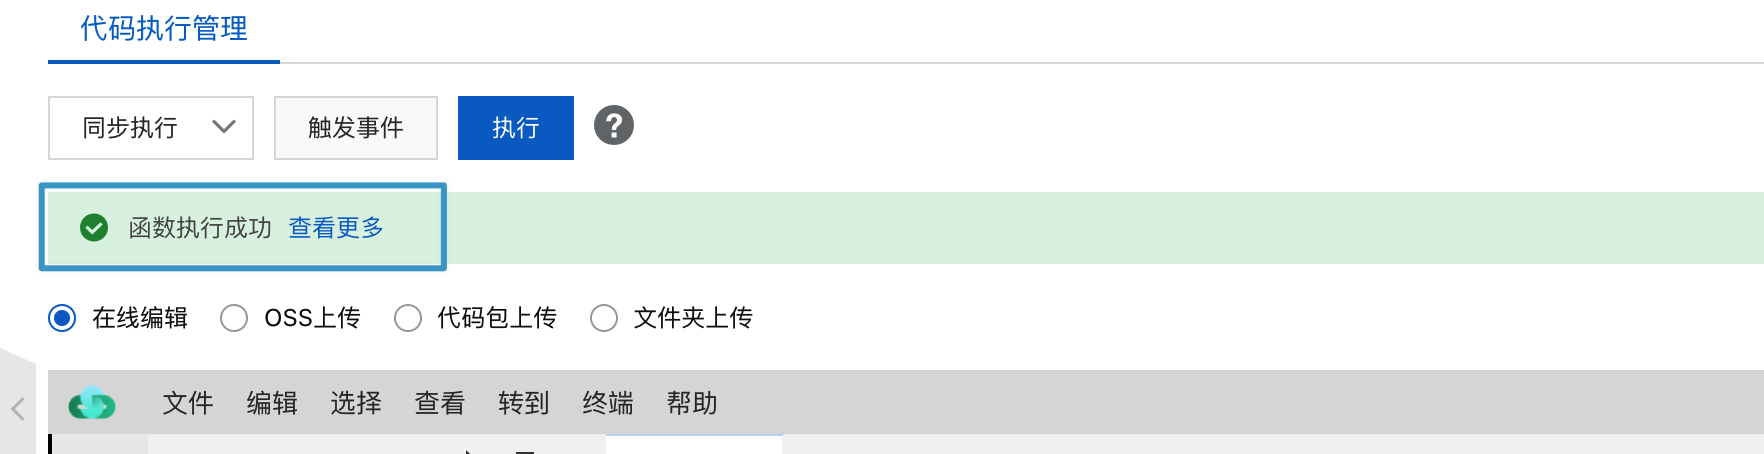 代码执行管理
同步执行 触发事件 执行 ?
函数执行成功 查看更多
在线编辑 OSS上传 代码包上传 文件夹上传
文件 编辑 选择 查看 转到 终端 帮助